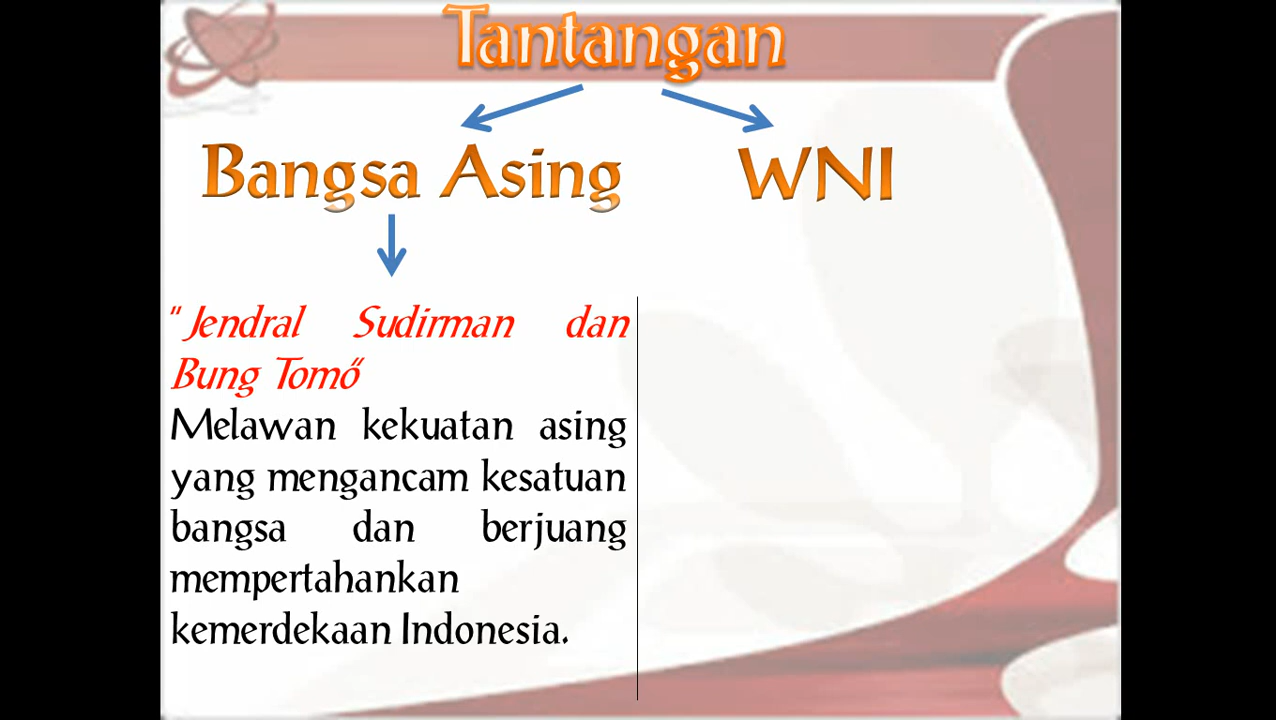 Tantangan
Bangsa Asing
WNI
"Jendral Sudirman dan
Bung Tomo"
Melawan kekuatan asing
yang mengancam kesatuan
bangsa dan berjuang
mempertahankan
kemerdekaan Indonesia.